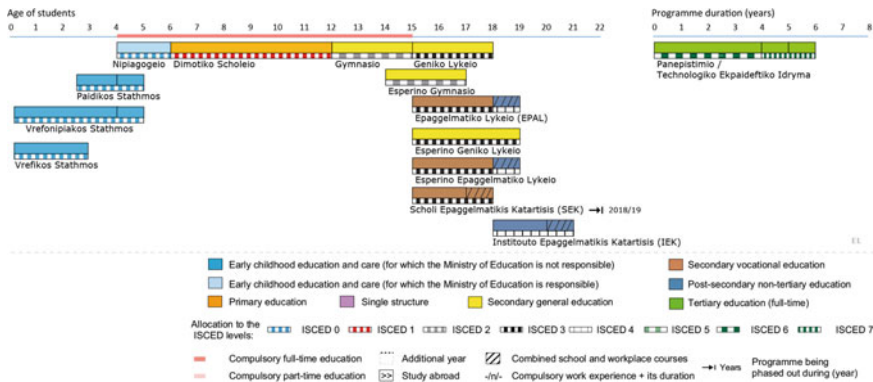 Age of students
Programme duration (years)
0 1 2 3 4 5 6 7 8 9 10 11 12 13 14 15 16 17 18 19 20 21 22
0 1 2 3 4 5 6 7 8
Nipiagogeio
Dimotiko Scholeio
Gymnasio
Geniko Lykeio
Panepistimio /
Technologiko Ekpaideftiko Idryma
Paidikos Stathmos
Esperino Gymnasio
Vrefonipiakos Stathmos
Epaggelmatiko Lykeio (EPAL)
Vrefikos Stathmos
Esperino Geniko Lykeio
Esperino Epaggelmatiko Lykeio
Scholi Epaggelmatikis Katartisis (SEK) 2018/19
Institouto Epaggelmatikis Katartisis (IEK)
EL
Early childhood education and care (for which the Ministry of Education is not responsible)
Secondary vocational education
Early childhood education and care (for which the Ministry of Education is responsible)
Post-secondary non-tertiary education
Primary education
Single structure
Secondary general education
Tertiary education (full-time)
Allocation to the
ISCED levels:
ISCED 0
ISCED 1
ISCED 2
ISCED 3
ISCED 4
ISCED 5
ISCED 6
ISCED 7
Compulsory full-time education
Additional year
Combined school and workplace courses
Years
Programme being
phased out during (year)
Compulsory part-time education
>> Study abroad
-/n/- Compulsory work experience + its duration